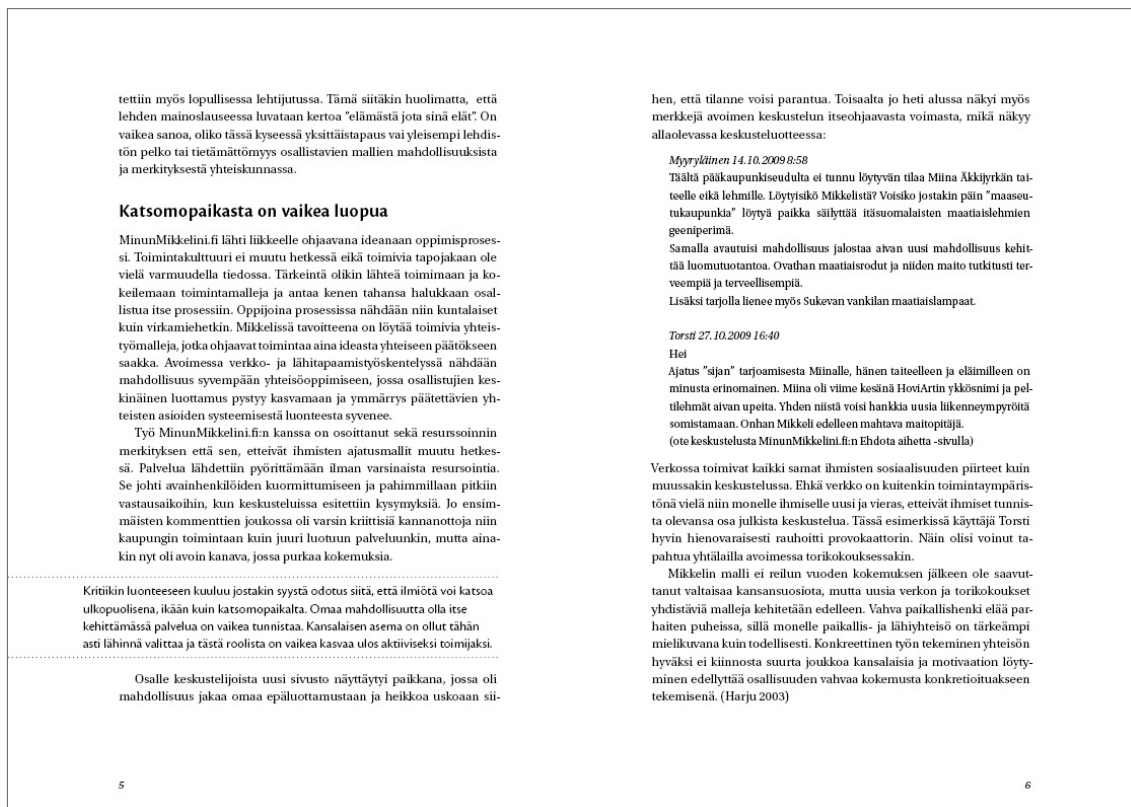 tettiin myös lopullisessa lehtijutussa. Tämä siitäkin huolimatta, että
lehden mainoslauseessa luvataan kertoa "elämästä jota sinä elät". On
vaikea sanoa, oliko tässä kyseessä yksittäistapaus vai yleisempi lehdis-
tön pelko tai tietämättömyys osallistavien mallien mahdollisuuksista
ja merkityksestä yhteiskunnassa.
Katsomopaikasta on vaikea luopua
MinunMikkelini.fi lähti liikkeelle ohjaavana ideanaan oppimisproses-
si. Toimintakulttuuri ei muutu hetkessä eikä toimivia tapojakaan ole
vielä varmuudella tiedossa. Tärkeintä olikin lähteä toimimaan ja ko-
keilemaan toimintamalleja ja antaa kenen tahansa halukkaan osal-
listua itse prosessiin. Oppijoina prosessissa nähdään niin kuntalaiset
kuin virkamiehetkin. Mikkelissä tavoitteena on löytää toimivia yhteis-
työmalleja, jotka ohjaavat toimintaa aina ideasta yhteiseen päätökseen
saakka. Avoimessa verkko- ja lähitapaamistyöskentelyssä nähdään
mahdollisuus syvempään yhteisöoppimiseen, jossa osallistujien kes-
kinäinen luottamus pystyy kasvamaan ja ymmärrys päätettävien yh-
teisten asioiden systeemisestä luonteesta syvenee.
Työ MinunMikkelini.fi:n kanssa on osoittanut sekä resurssoinnin
merkityksen että sen, etteivät ihmisten ajatusmallit muutu hetkes-
sä. Palvelua lähdettiin pyörittämään ilman varsinaista resursointia.
Se johti avainhenkilöiden kuormittumiseen ja pahimmillaan pitkiin
vastausaikoihin, kun keskusteluissa esitettiin kysymyksiä. Jo ensim-
mäisten kommenttien joukossa oli varsin kriittisiä kannanottoja niin
kaupungin toimintaan kuin juuri luotuun palveluunkin, mutta aina-
kin nyt oli avoin kanava, jossa purkaa kokemuksia.
Kritiikin luonteeseen kuuluu jostakin syystä odotus siitä, että ilmiötä voi katsoa
ulkopuolisena, ikään kuin katsomopaikalta. Omaa mahdollisuutta olla itse
kehittämässä palvelua on vaikea tunnistaa. Kansalaisen asema on ollut tähän
asti lähinnä valittaa ja tästä roolista on vaikea kasvaa ulos aktiiviseksi toimijaksi.
Osalle keskustelijoista uusi sivusto näyttäytyi paikkana, jossa oli
mahdollisuus jakaa omaa epäluottamustaan ja heikkoa uskoaan sii-
5
hen, että tilanne voisi parantua. Toisaalta jo heti alussa näkyi myös
merkkejä avoimen keskustelun itseohjaavasta voimasta, mikä näkyy
allaolevassa keskusteluotteessa:
Myyryläinen 14.10.2009 8:58
Täältä pääkaupunkiseudulta ei tunnu löytyvän tilaa Miina Äkkijyrkän tai-
teelle eikä lehmille. Löytyisikö Mikkelistä? Voisiko jostakin päin "maaseu-
tukaupunkia" löytyä paikka säilyttää itäsuomalaisten maatiaislehmien
geeniperimä.
Samalla avautuisi mahdollisuus jalostaa aivan uusi mahdollisuus kehit-
tää luomutuotantoa. Ovathan maatiaisrodut ja niiden maito tutkitusti ter-
veempiä ja terveellisempiä.
Lisäksi tarjolla lienee myös Sukevan vankilan maatiaislampaat.
Torsti 27.10.2009 16:40
Hei
Ajatus "sijan" tarjoamisesta Miinalle, hänen taiteelleen ja eläimilleen on
minusta erinomainen. Miina oli viime kesänä HoviArtin ykkösnimi ja pel-
tilehmät aivan upeita. Yhden niistä voisi hankkia uusia liikenneympyröitä
somistamaan. Onhan Mikkeli edelleen mahtava maitopitäjä.
(ote keskustelusta MinunMikkelini.fi:n Ehdota aihetta -sivulla)
Verkossa toimivat kaikki samat ihmisten sosiaalisuuden piirteet kuin
muussakin keskustelussa. Ehkä verkko on kuitenkin toimintaympäris-
tönä vielä niin monelle ihmiselle uusi ja vieras, etteivät ihmiset tunnis-
ta olevansa osa julkista keskustelua. Tässä esimerkissä käyttäjä Torsti
hyvin hienovaraisesti rauhoitti provokaattorin. Näin olisi voinut ta-
pahtua yhtälailla avoimessa torikokouksessakin.
Mikkelin malli ei reilun vuoden kokemuksen jälkeen ole saavut-
tanut valtaisaa kansansuosiota, mutta uusia verkon ja torikokoukset
yhdistäviä malleja kehitetään edelleen. Vahva paikallishenki elää par-
haiten puheissa, sillä monelle paikallis- ja lähiyhteisö on tärkeämpi
mielikuvana kuin todellisesti. Konkreettinen työn tekeminen yhteisön
hyväksi ei kiinnosta suurta joukkoa kansalaisia ja motivaation löyty-
minen edellyttää osallisuuden vahvaa kokemusta konkretioituakseen
tekemisenä. (Harju 2003)
6